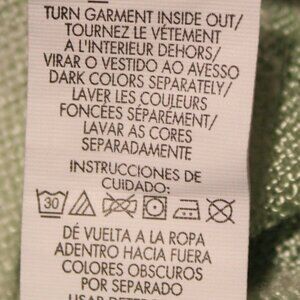 TURN GARMENT INSIDE OUT/
TOURNEZ LE VÉTEMENT
A L'INTERIEUR DEHORS/
VIRAR O VESTIDO AO AVESSO
DARK COLORS SEPARATELY/
LAVER LES COULEURS
FONCÉES SÉPAREMENT/
LAVAR AS CORES
SEPARADAMENTE
INSTRUCCIONES DE
CUIDADO:
30
DÉ VUELTA A LA ROPA
ADENTRO HACIA FUERA
COLORES OBSCUROS
POR SEPARADO